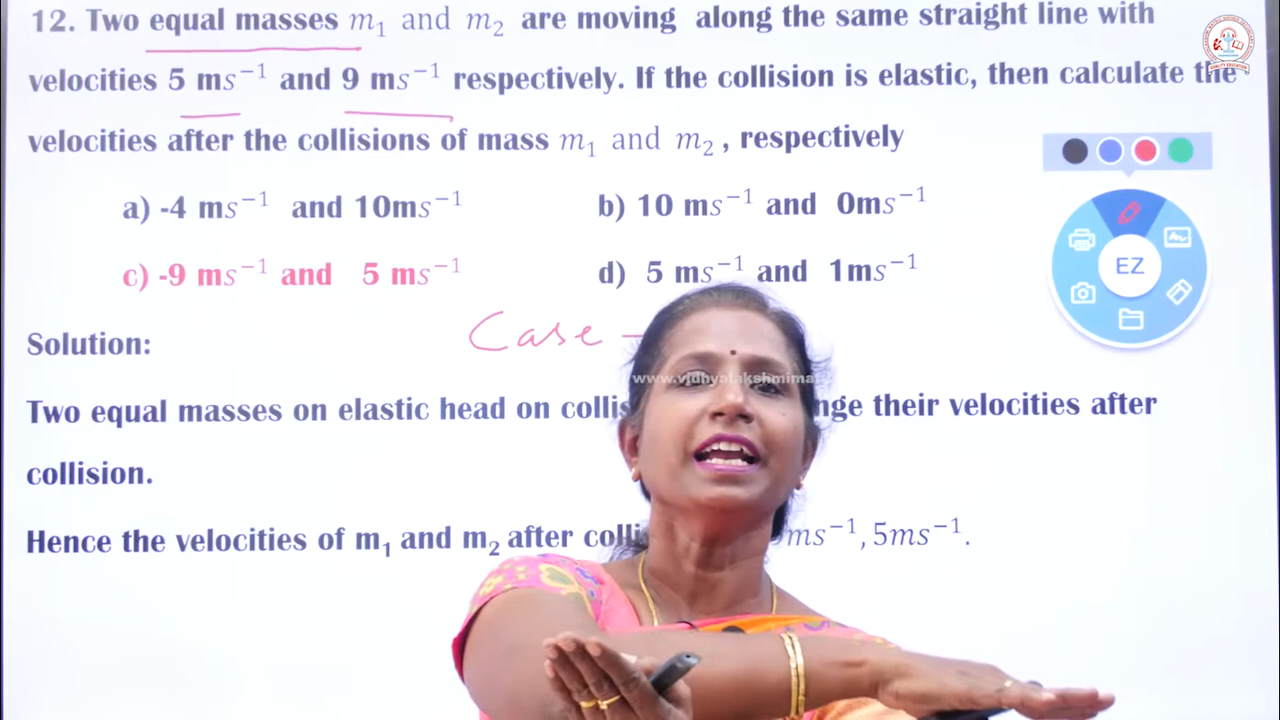 12. Two equal masses m₁ and m₂ are moving along the same straight line with
velocities 5 ms⁻¹ and 9 ms⁻¹ respectively. If the collision is elastic, then calculate the
velocities after the collisions of mass m₁ and m₂ , respectively
a) -4 ms⁻¹ and 10ms⁻¹ b) 10 ms⁻¹ and 0ms⁻¹
c) -9 ms⁻¹ and 5 ms⁻¹ d) 5 ms⁻¹ and 1ms⁻¹
EZ
Solution: Case –
www.vidhyalakshmima
Two equal masses on elastic head on their velocities after
collision.
Hence the velocities of m₁ and m₂ after ms⁻¹, 5ms⁻¹.